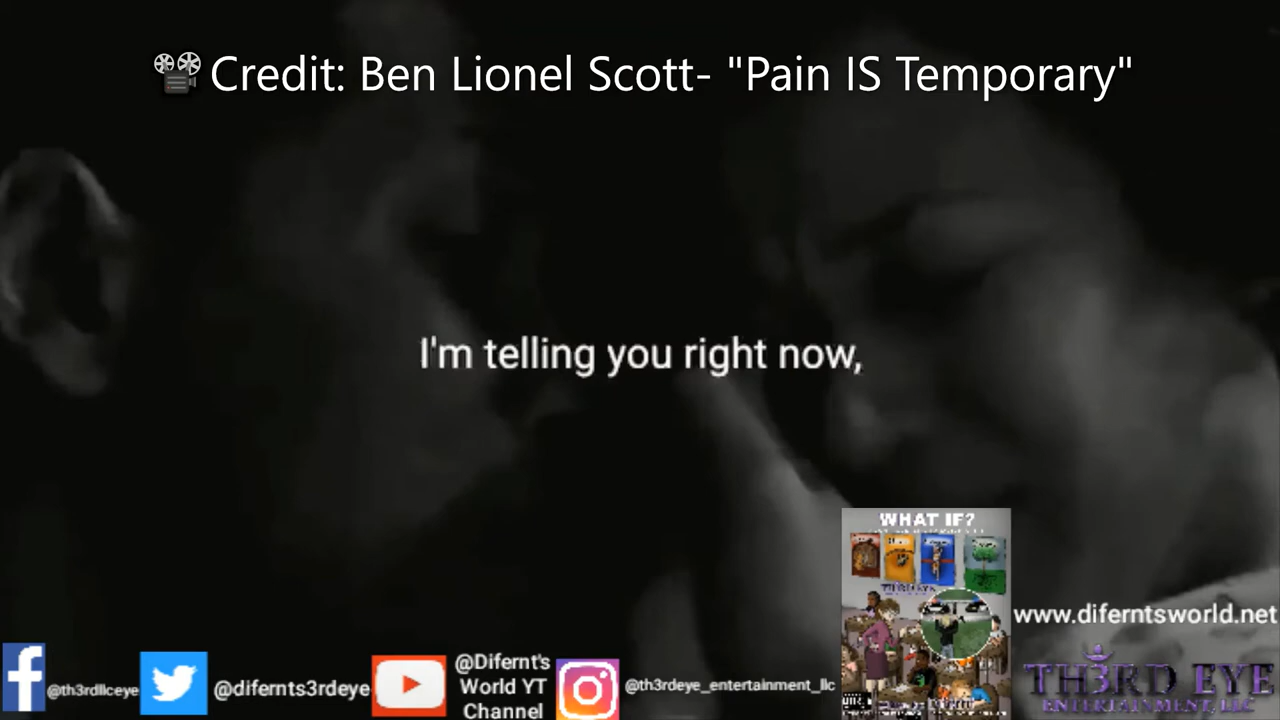 Credit: Ben Lionel Scott- "Pain IS Temporary"
I'm telling you right now,
WHAT IF?
www.diferntsworld.net
@th3rdllceye
@difernts3rdeye
@Difernt's
World YT
Channel
@th3rdeye_entertainment_llc
TH3RD EYE
ENTERTAINMENT, LLC